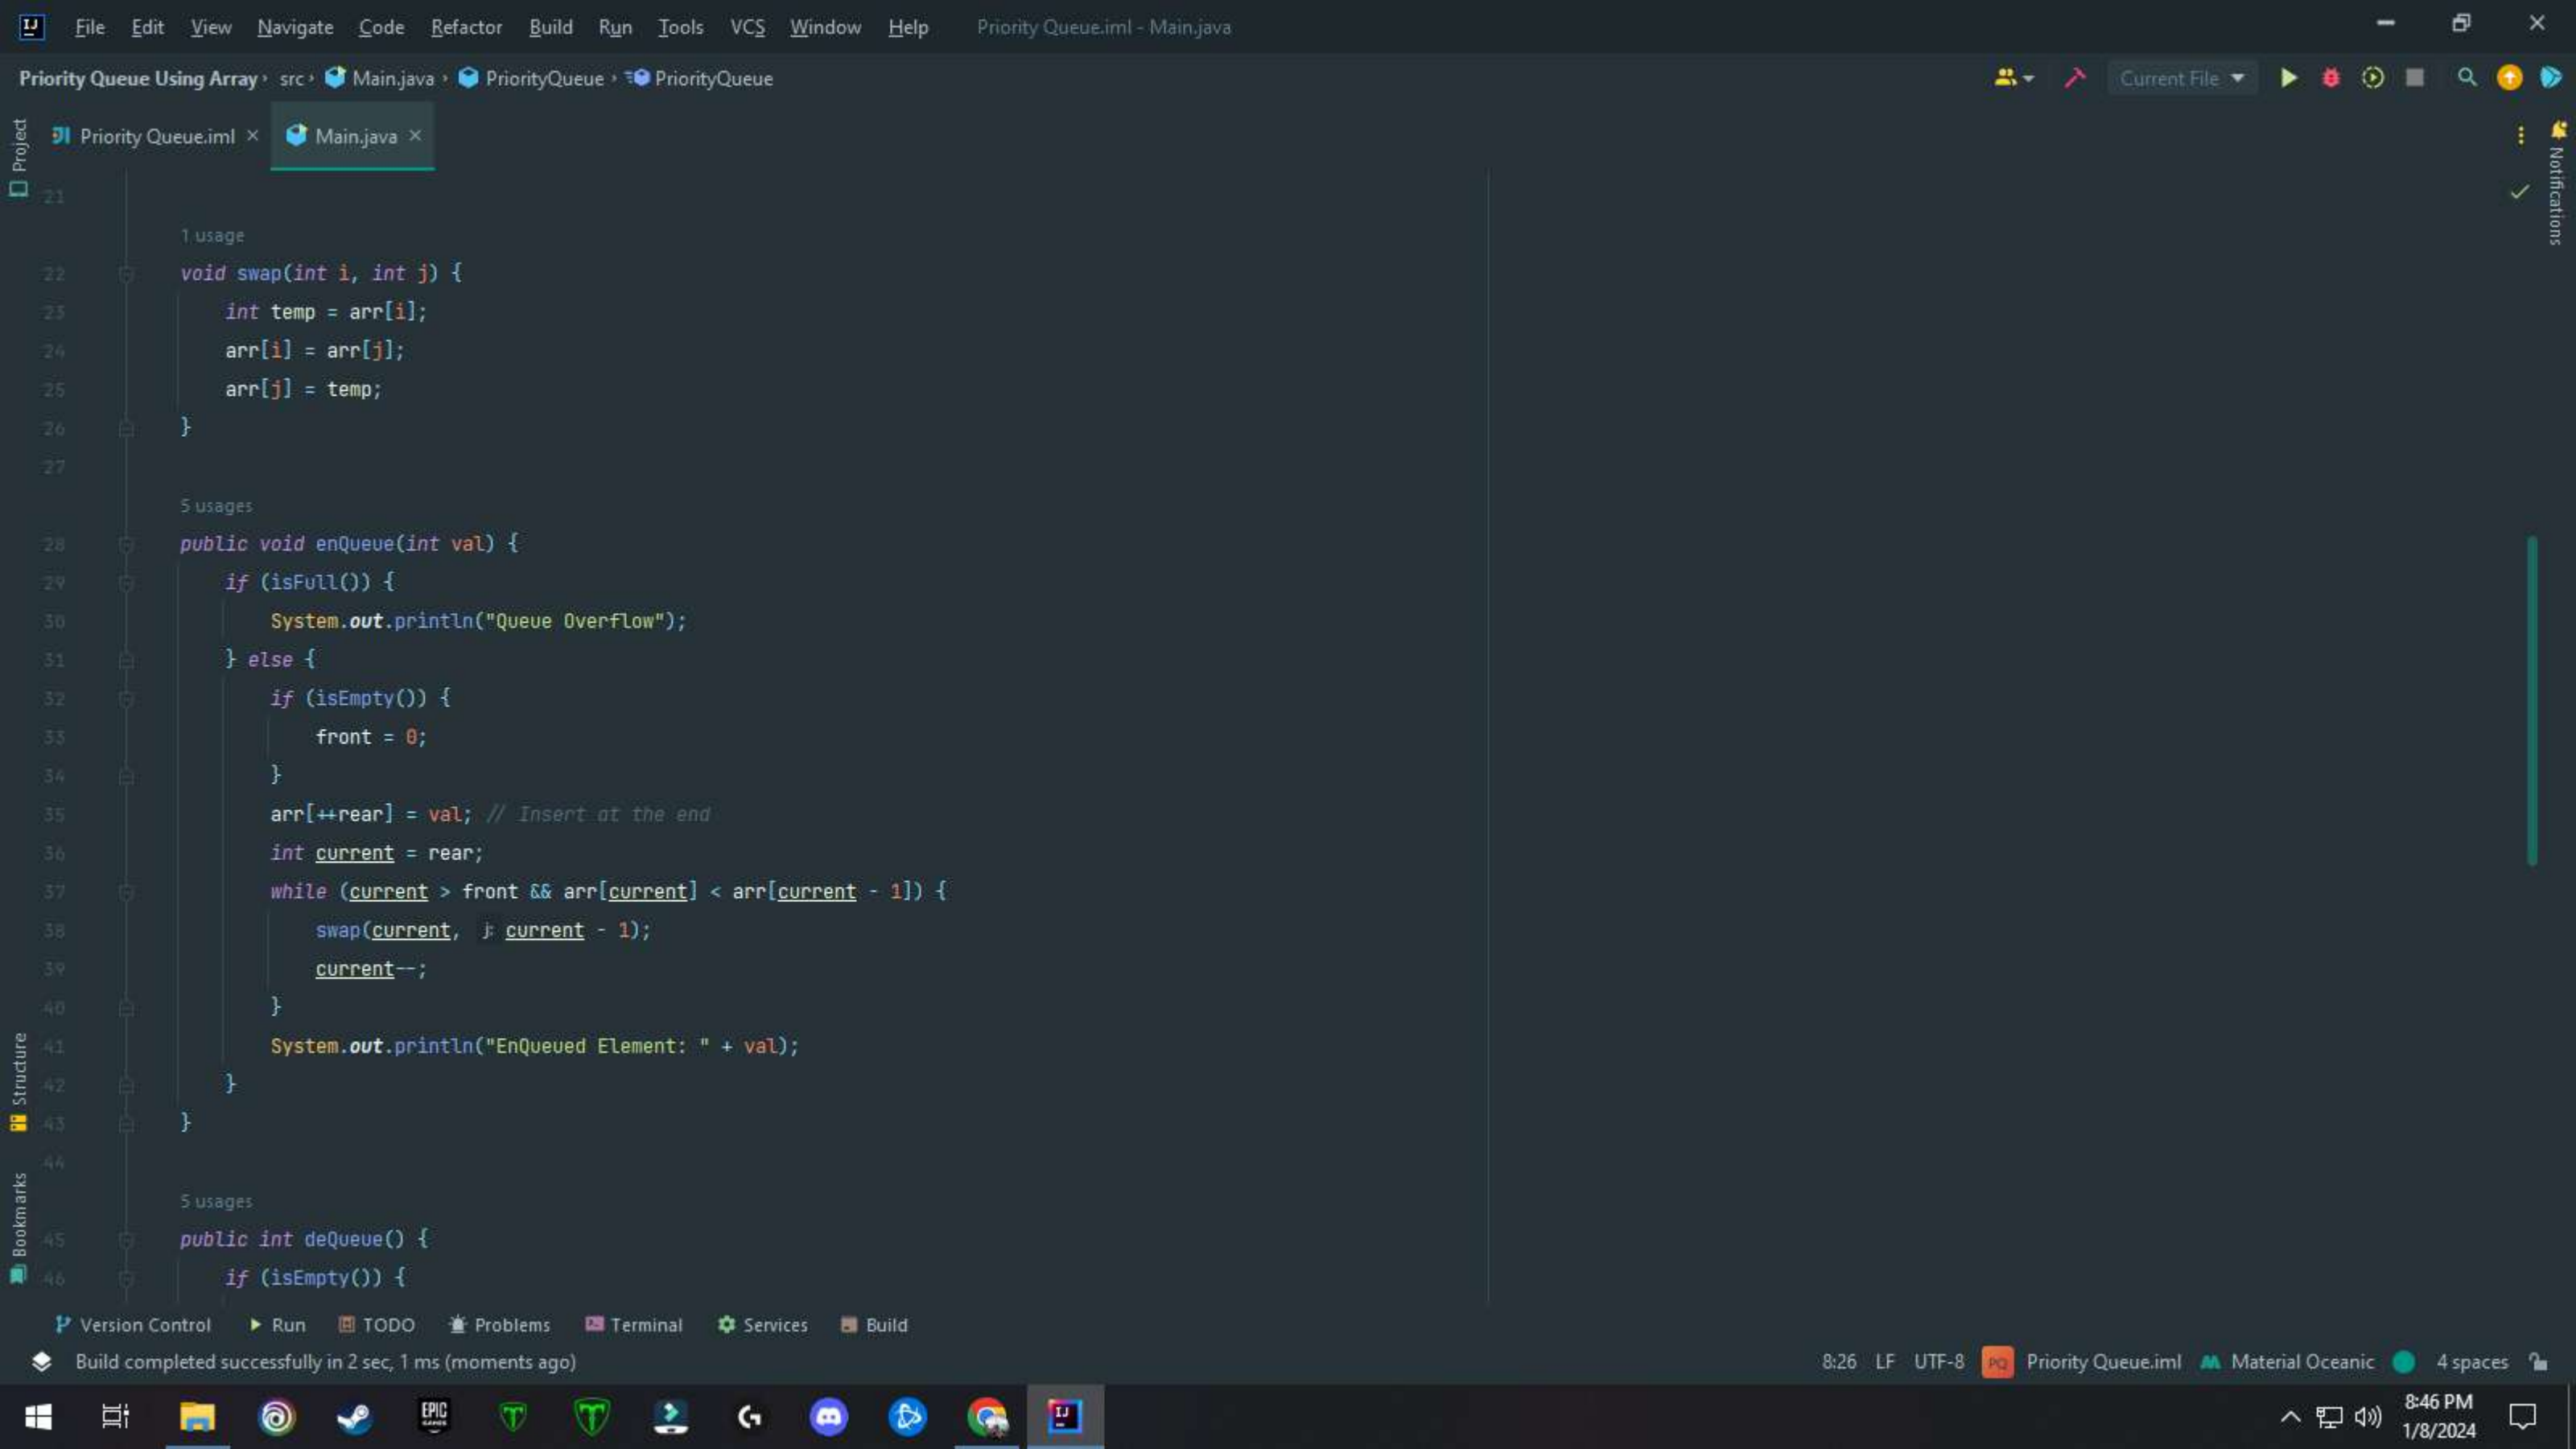 File Edit View Navigate Code Refactor Build Run Tools VCS Window Help Priority Queue.iml - Main.java
Priority Queue Using Array › src › Main.java › PriorityQueue › PriorityQueue Current File
Project Priority Queue.iml × Main.java × Notifications
21
1 usage
22 void swap(int i, int j) {
23 int temp = arr[i];
24 arr[i] = arr[j];
25 arr[j] = temp;
26 }
27
5 usages
28 public void enQueue(int val) {
29 if (isFull()) {
30 System.out.println("Queue Overflow");
31 } else {
32 if (isEmpty()) {
33 front = 0;
34 }
35 arr[++rear] = val; // Insert at the end
36 int current = rear;
37 while (current > front && arr[current] < arr[current - 1]) {
38 swap(current, j: current - 1);
39 current--;
40 }
41 System.out.println("EnQueued Element: " + val);
42 }
43 }
44
5 usages
45 public int deQueue() {
46 if (isEmpty()) {
Structure
Bookmarks
Version Control Run TODO Problems Terminal Services Build
Build completed successfully in 2 sec, 1 ms (moments ago) 8:26 LF UTF-8 PQ Priority Queue.iml Material Oceanic 4 spaces
EPIC GAMES IJ 8:46 PM
1/8/2024